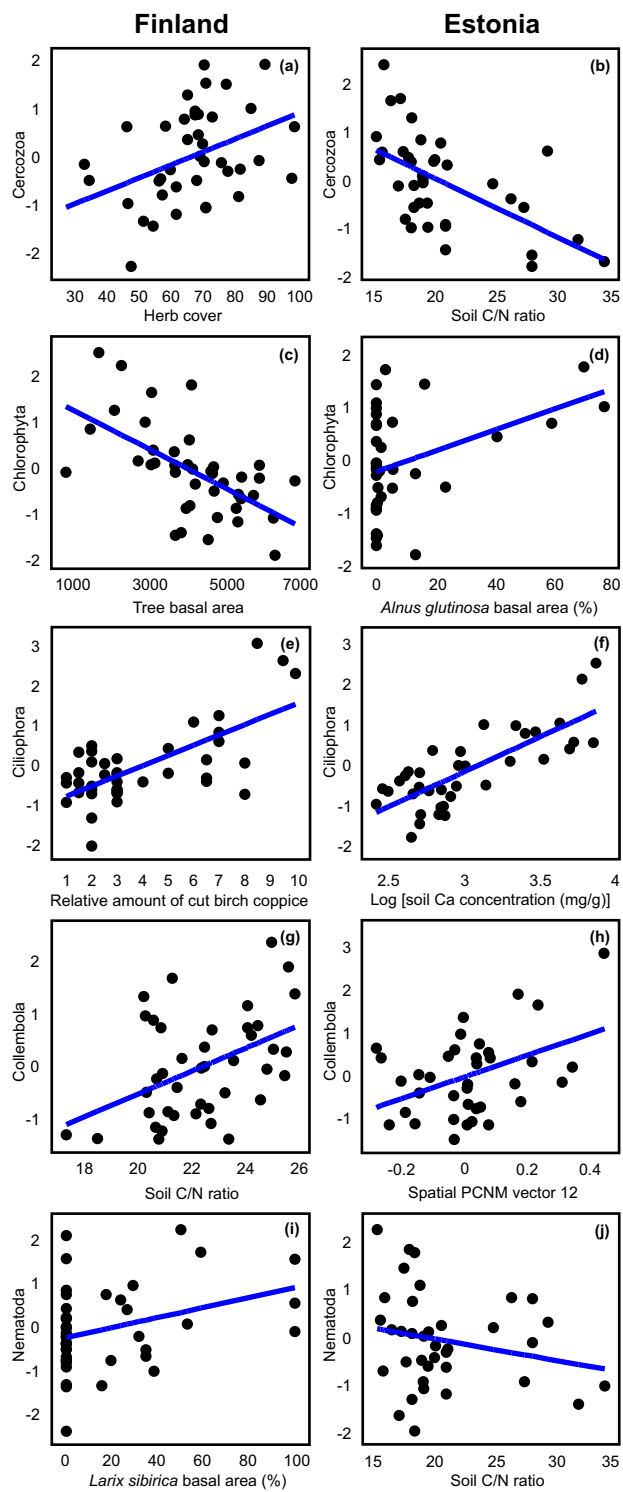 Finland Estonia
(a) (b)
Cercozoa
2
1
0
-1
-2
30 40 50 60 70 80 90 100
Herb cover
Cercozoa
2
1
0
-1
-2
15 20 25 30 35
Soil C/N ratio
(c) (d)
Chlorophyta
2
1
0
-1
-2
1000 3000 5000 7000
Tree basal area
Chlorophyta
2
1
0
-1
-2
0 20 40 60 80
Alnus glutinosa basal area (%)
(e) (f)
Ciliophora
3
2
1
0
-1
-2
1 2 3 4 5 6 7 8 9 10
Relative amount of cut birch coppice
Ciliophora
3
2
1
0
-1
-2
2.5 3 3.5 4
Log [soil Ca concentration (mg/g)]
(g) (h)
Collembola
2
1
0
-1
18 20 22 24 26
Soil C/N ratio
Collembola
3
2
1
0
-1
-0.2 0 0.2 0.4
Spatial PCNM vector 12
(i) (j)
Nematoda
2
1
0
-1
-2
0 20 40 60 80 100
Larix sibirica basal area (%)
Nematoda
2
1
0
-1
-2
15 20 25 30 35
Soil C/N ratio